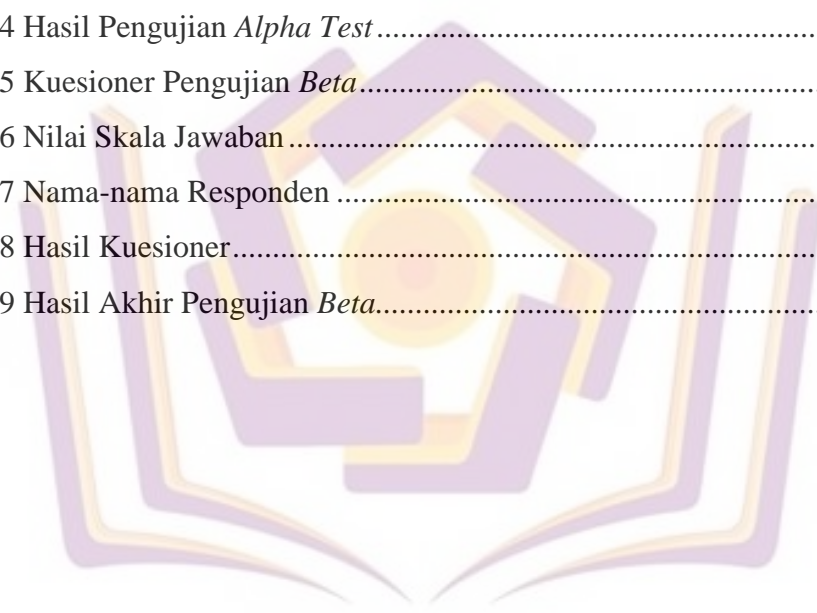 4 Hasil Pengujian Alpha Test........................................................
5 Kuesioner Pengujian Beta..........................................................
6 Nilai Skala Jawaban...................................................................
7 Nama-nama Responden............................................................
8 Hasil Kuesioner.........................................................................
9 Hasil Akhir Pengujian Beta.......................................................